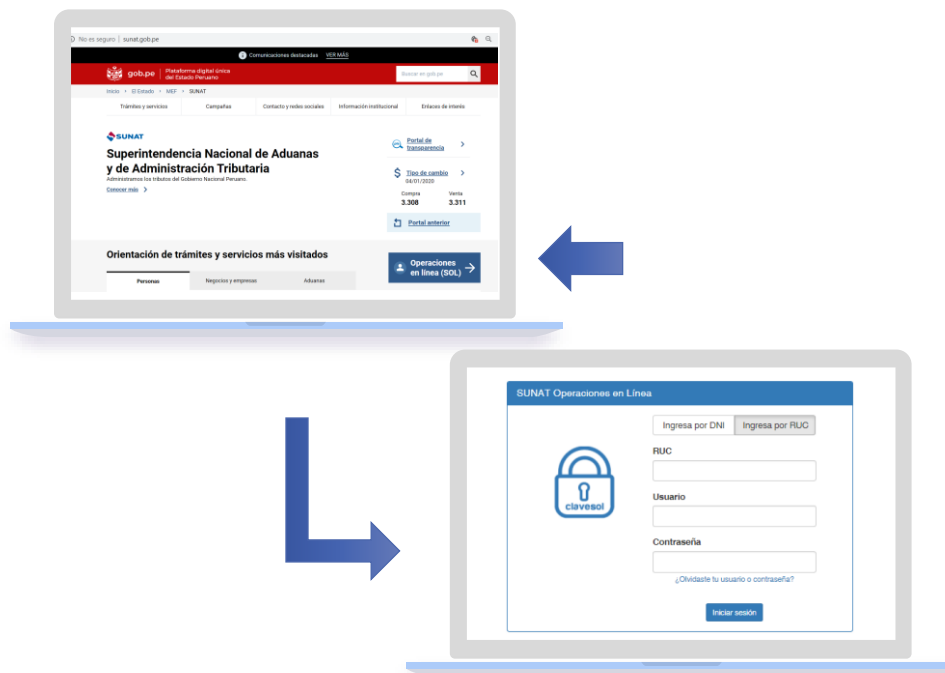 No es seguro | sunat.gob.pe
Comunicaciones destacadas VER MÁS
gob.pe | Plataforma digital única
del Estado Peruano
Buscar en gob.pe
Inicio › El Estado › MEF › SUNAT
Trámites y servicios Campañas Contacto y redes sociales Información institucional Enlaces de interés
SUNAT
Superintendencia Nacional de Aduanas
y de Administración Tributaria
Administramos los tributos del Gobierno Nacional Peruano.
Conocer más >
Portal de
transparencia >
Tipo de cambio >
04/01/2020
Compra Venta
3.308 3.311
Portal anterior
Orientación de trámites y servicios más visitados
Operaciones
en línea (SOL) →
Personas Negocios y empresas Aduanas
SUNAT Operaciones en Línea
Ingresa por DNI Ingresa por RUC
clavesol
RUC
Usuario
Contraseña
¿Olvidaste tu usuario o contraseña?
Iniciar sesión